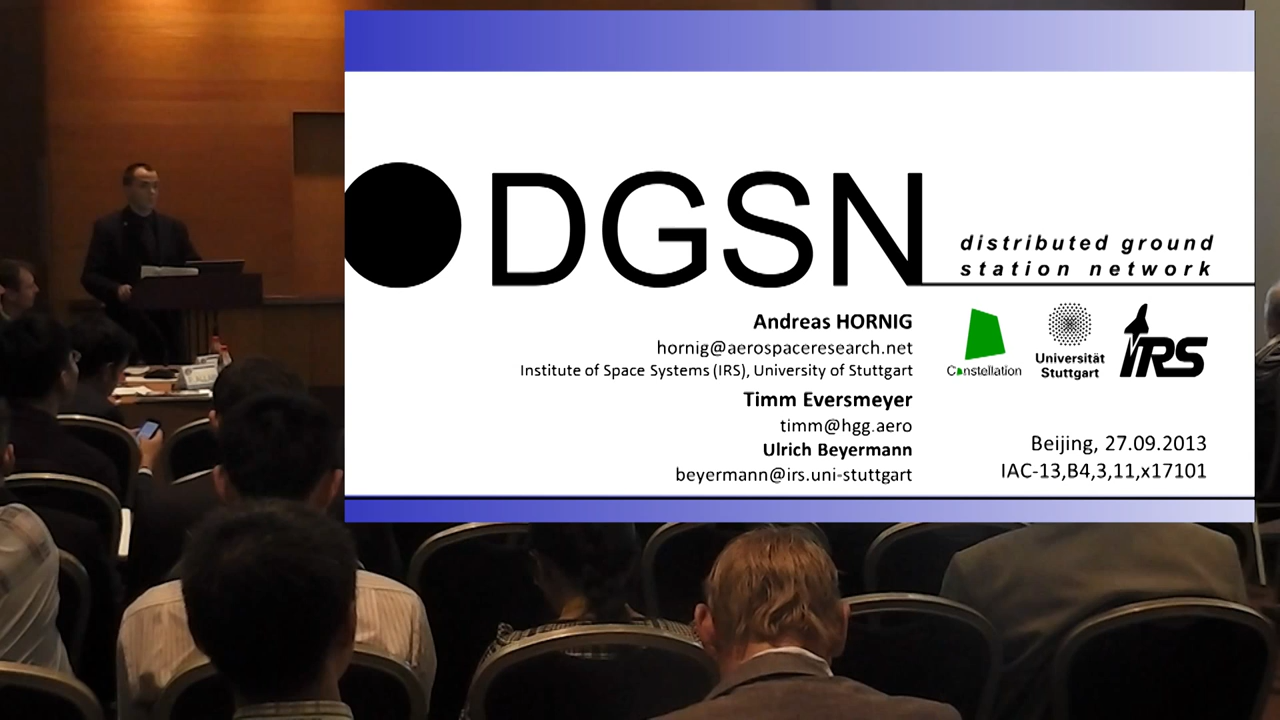 DGSN
distributed ground
station network
Andreas HORNIG
hornig@aerospaceresearch.net
Institute of Space Systems (IRS), University of Stuttgart
Timm Eversmeyer
timm@hgg.aero
Ulrich Beyermann
beyermann@irs.uni-stuttgart
Constellation
Universität
Stuttgart
IRS
Beijing, 27.09.2013
IAC-13,B4,3,11,x17101